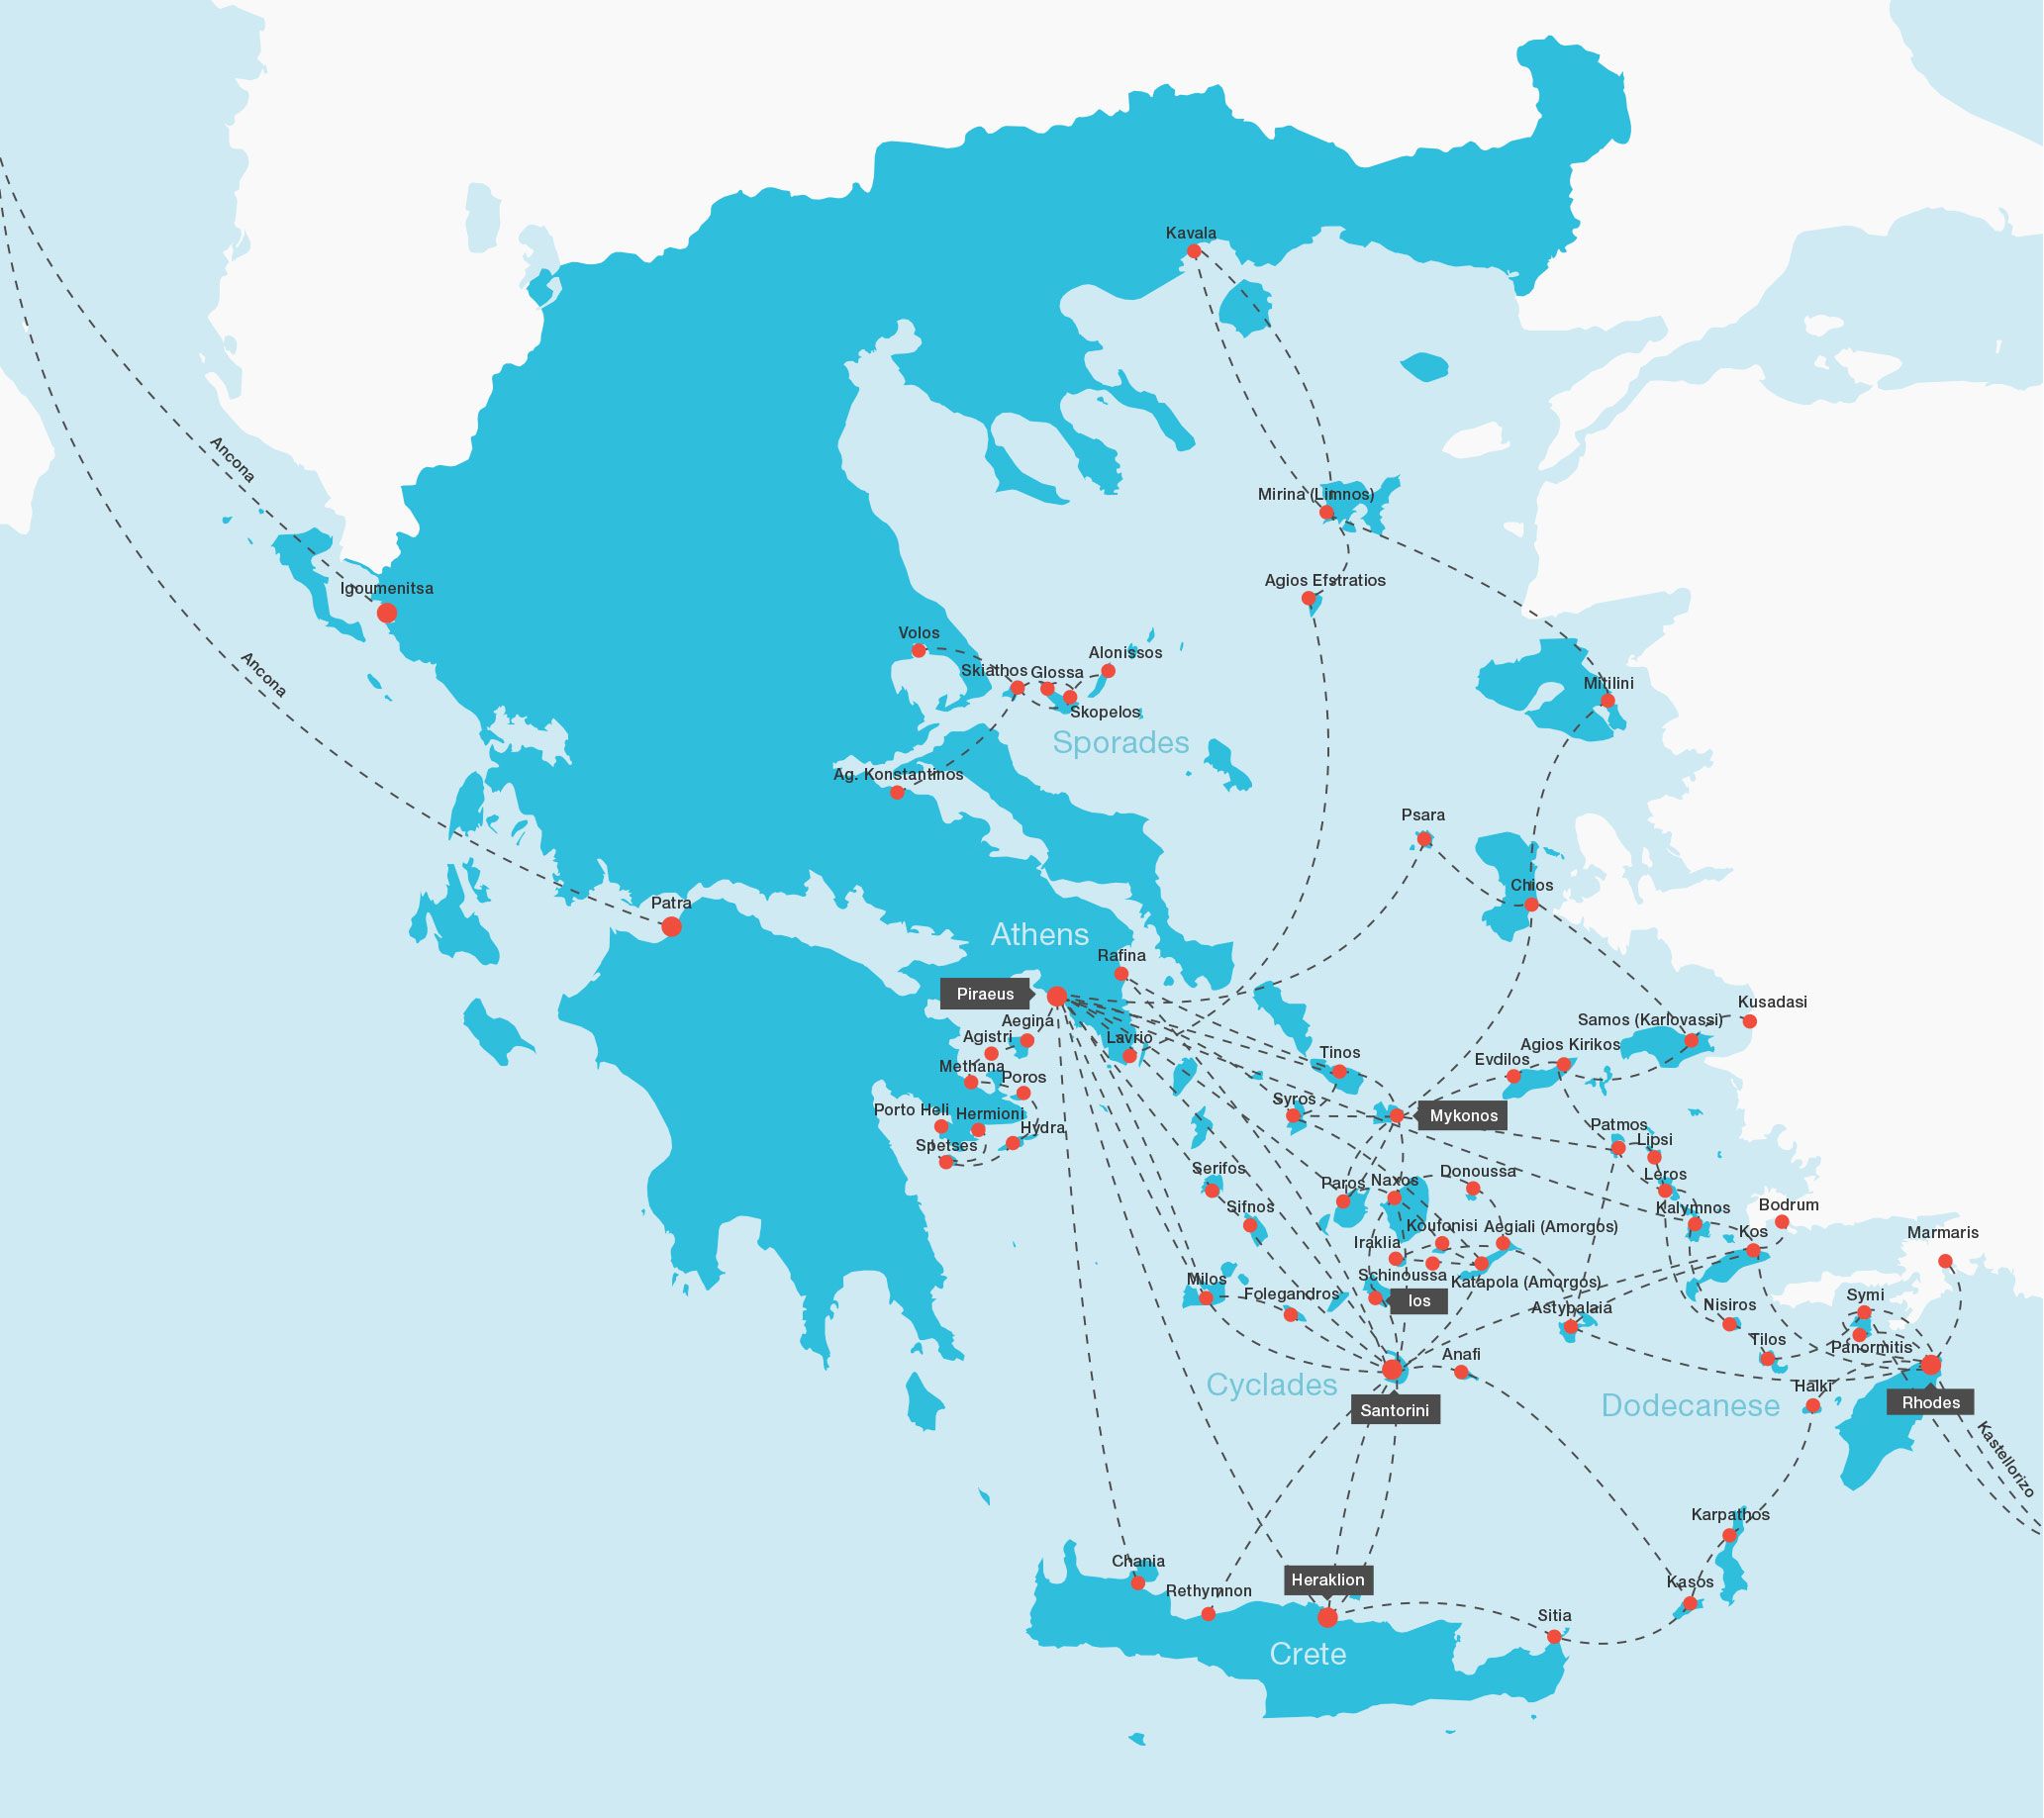 Kavala
Ancona
Mirina (Limnos)
Agios Efstratios
Igoumenitsa
Volos
Alonissos
Skiathos
Glossa
Ancona
Mitilini
Skopelos
Sporades
Ag. Konstantinos
Psara
Chios
Patra
Athens
Rafina
Piraeus
Kusadasi
Aegina
Samos (Karlovassi)
Agistri
Lavrio
Agios Kirikos
Tinos
Evdilos
Methana
Poros
Syros
Porto Heli
Hermioni
Mykonos
Hydra
Patmos
Lipsi
Spetses
Serifos
Donoussa
Leros
Paros
Naxos
Sifnos
Kalymnos
Bodrum
Koufonisi
Aegiali (Amorgos)
Kos
Marmaris
Iraklia
Schinoussa
Milos
Katapola (Amorgos)
Folegandros
Ios
Symi
Astypalaia
Nisiros
Tilos
Panormitis
Anafi
Cyclades
Halki
Santorini
Dodecanese
Rhodes
Kastellorizo
Karpathos
Chania
Heraklion
Rethymnon
Kasos
Sitia
Crete